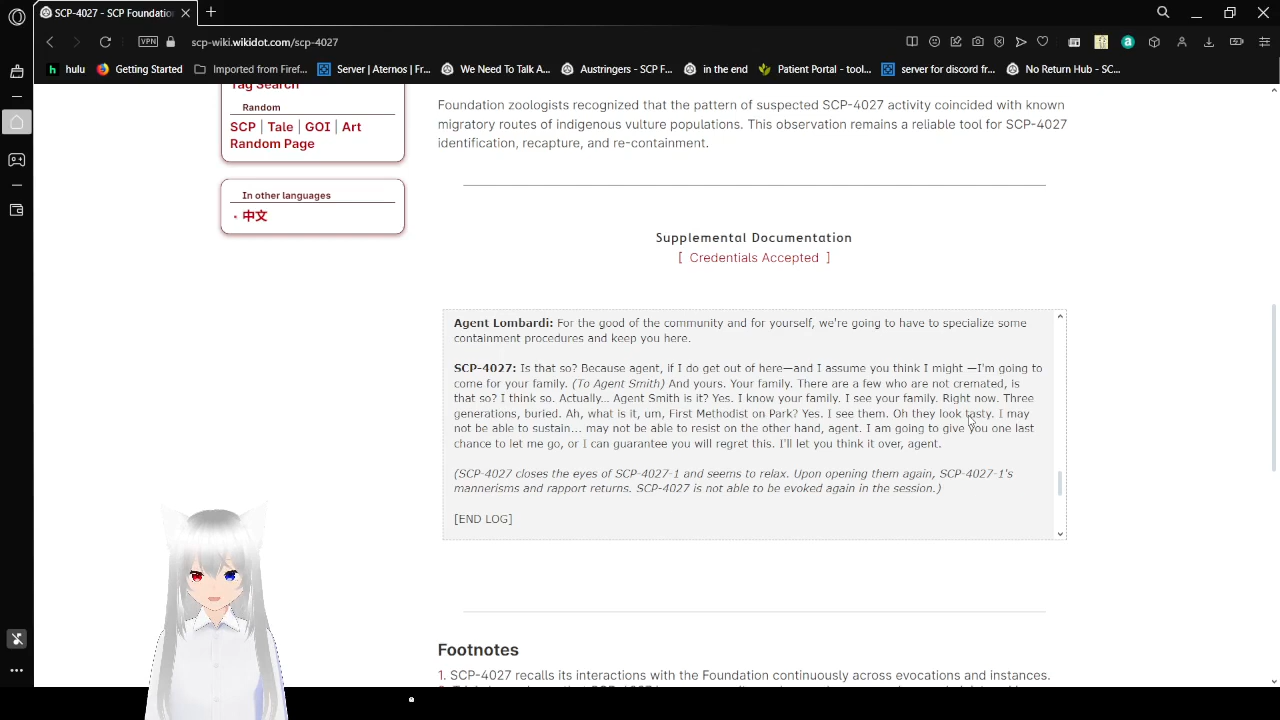 SCP-4027 - SCP Foundation
scp-wiki.wikidot.com/scp-4027
VPN
hulu
Getting Started
Imported from Firef...
Server | Aternos | Fr...
We Need To Talk A...
Austringers - SCP F...
in the end
Patient Portal - tool...
server for discord fr...
No Return Hub - SC...
Tag Search
Random
SCP | Tale | GOI | Art
Random Page
In other languages
中文
Foundation zoologists recognized that the pattern of suspected SCP-4027 activity coincided with known
migratory routes of indigenous vulture populations. This observation remains a reliable tool for SCP-4027
identification, recapture, and re-containment.
Supplemental Documentation
[ Credentials Accepted ]
Agent Lombardi: For the good of the community and for yourself, we're going to have to specialize some
containment procedures and keep you here.
SCP-4027: Is that so? Because agent, if I do get out of here—and I assume you think I might —I'm going to
come for your family. (To Agent Smith) And yours. Your family. There are a few who are not cremated, is
that so? I think so. Actually... Agent Smith is it? Yes. I know your family. I see your family. Right now. Three
generations, buried. Ah, what is it, um, First Methodist on Park? Yes. I see them. Oh they look tasty. I may
not be able to sustain... may not be able to resist on the other hand, agent. I am going to give you one last
chance to let me go, or I can guarantee you will regret this. I'll let you think it over, agent.
(SCP-4027 closes the eyes of SCP-4027-1 and seems to relax. Upon opening them again, SCP-4027-1's
mannerisms and rapport returns. SCP-4027 is not able to be evoked again in the session.)
[END LOG]
Footnotes
1. SCP-4027 recalls its interactions with the Foundation continuously across evocations and instances.